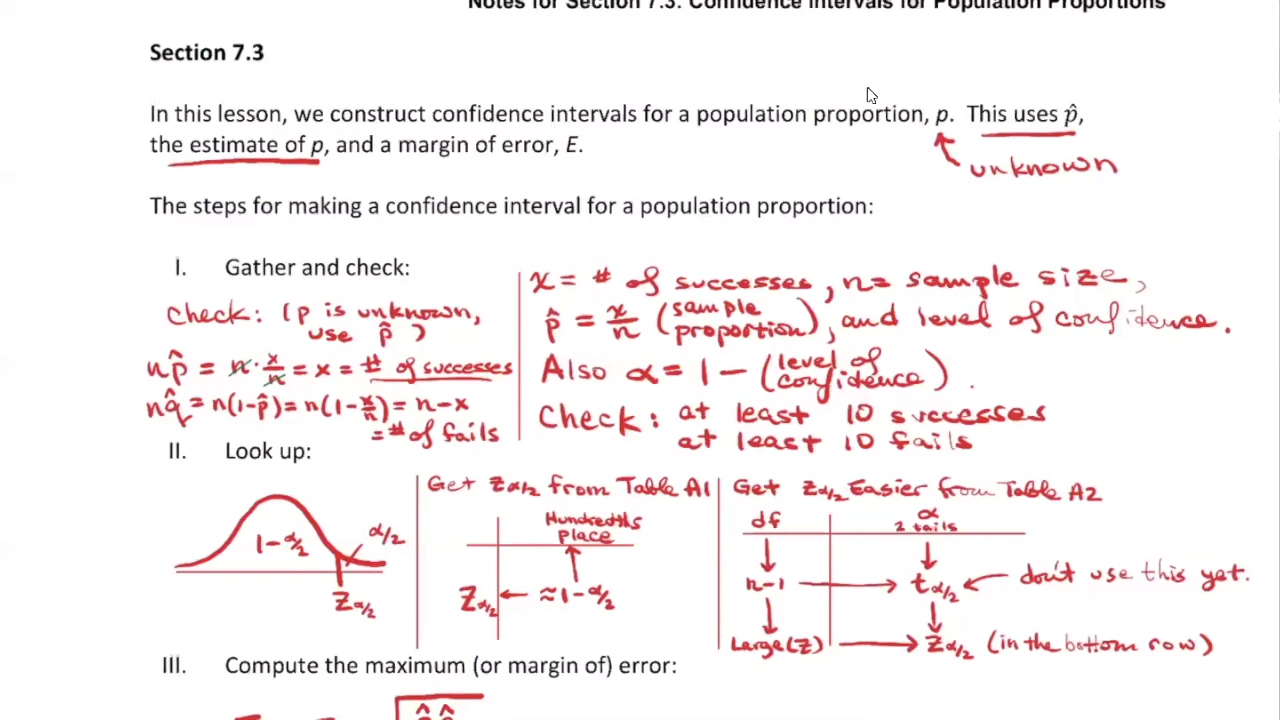 Notes for Section 7.3: Confidence Intervals for Population Proportions
Section 7.3
In this lesson, we construct confidence intervals for a population proportion, p. This uses p̂,
the estimate of p, and a margin of error, E.
unknown
The steps for making a confidence interval for a population proportion:
I. Gather and check:
check: (p is unknown,
use p̂ )
np̂ = n · x/n = x = # of successes
nq̂ = n(1-p̂) = n(1-x/n) = n-x
= # of fails
x = # of successes, n = sample size,
p̂ = x/n (sample proportion), and level of confidence.
Also α = 1 - (level of confidence).
Check: at least 10 successes
at least 10 fails
II. Look up:
1-α/2
α/2
Zα/2
Get Zα/2 from Table A1
Hundredths
place
Zα/2 ← ≈1-α/2
Get Zα/2 Easier from Table A2
df
α
2 tails
n-1 → tα/2 ← don't use this yet.
Large(Z) → Zα/2 (in the bottom row)
III. Compute the maximum (or margin of) error: